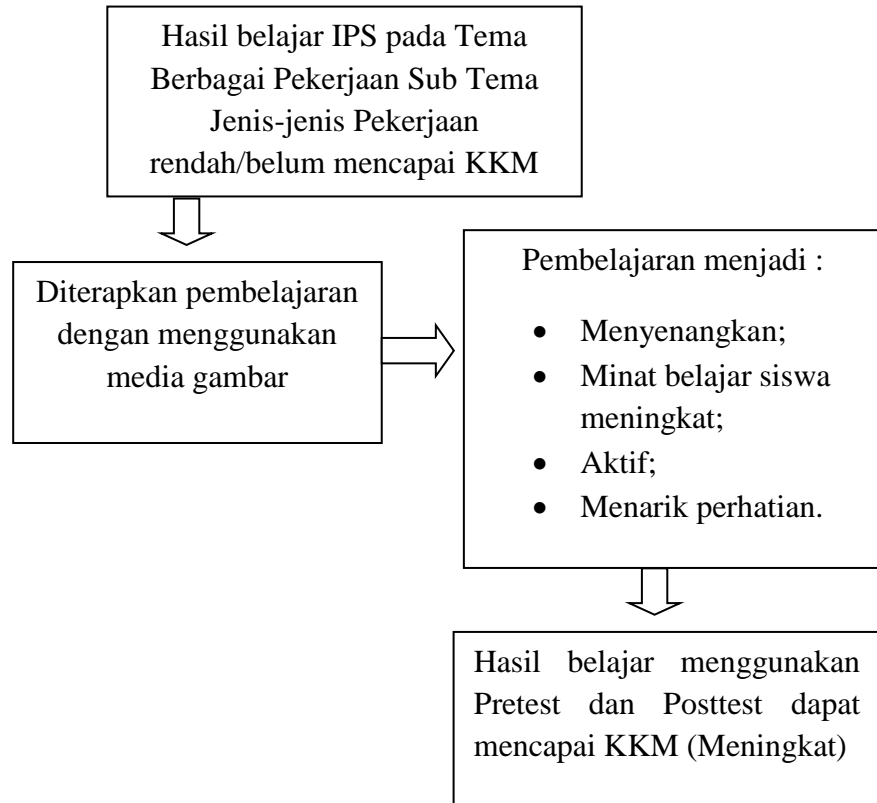 Hasil belajar IPS pada Tema
Berbagai Pekerjaan Sub Tema
Jenis-jenis Pekerjaan
rendah/belum mencapai KKM
Diterapkan pembelajaran
dengan menggunakan
media gambar
Pembelajaran menjadi :
• Menyenangkan;
• Minat belajar siswa
meningkat;
• Aktif;
• Menarik perhatian.
Hasil belajar menggunakan
Pretest dan Posttest dapat
mencapai KKM (Meningkat)